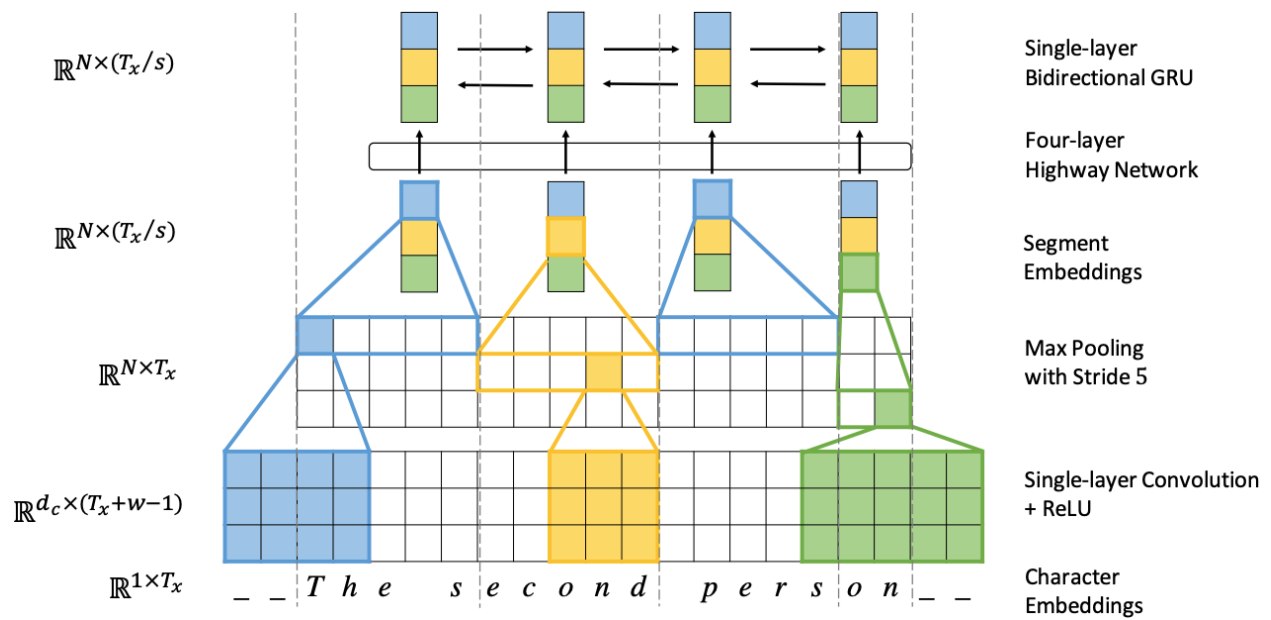 ℝ^{N×(T_x/s)}
Single-layer
Bidirectional GRU
Four-layer
Highway Network
ℝ^{N×(T_x/s)}
Segment
Embeddings
ℝ^{N×T_x}
Max Pooling
with Stride 5
ℝ^{d_c×(T_x+w−1)}
Single-layer Convolution
+ ReLU
ℝ^{1×T_x}
_ _ T h e s e c o n d p e r s o n _ _
Character
Embeddings